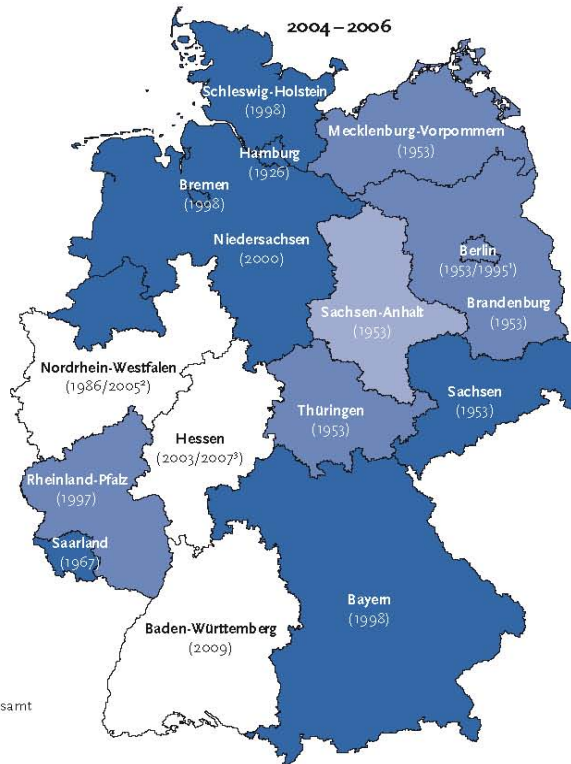 2004 – 2006
Schleswig-Holstein
(1998)
Mecklenburg-Vorpommern
(1953)
Hamburg
(1926)
Bremen
(1998)
Niedersachsen
(2000)
Berlin
(1953/1995¹)
Brandenburg
(1953)
Sachsen-Anhalt
(1953)
Nordrhein-Westfalen
(1986/2005²)
Sachsen
(1953)
Thüringen
(1953)
Hessen
(2003/2007³)
Rheinland-Pfalz
(1997)
Saarland
(1967)
Bayern
(1998)
Baden-Württemberg
(2009)
samt